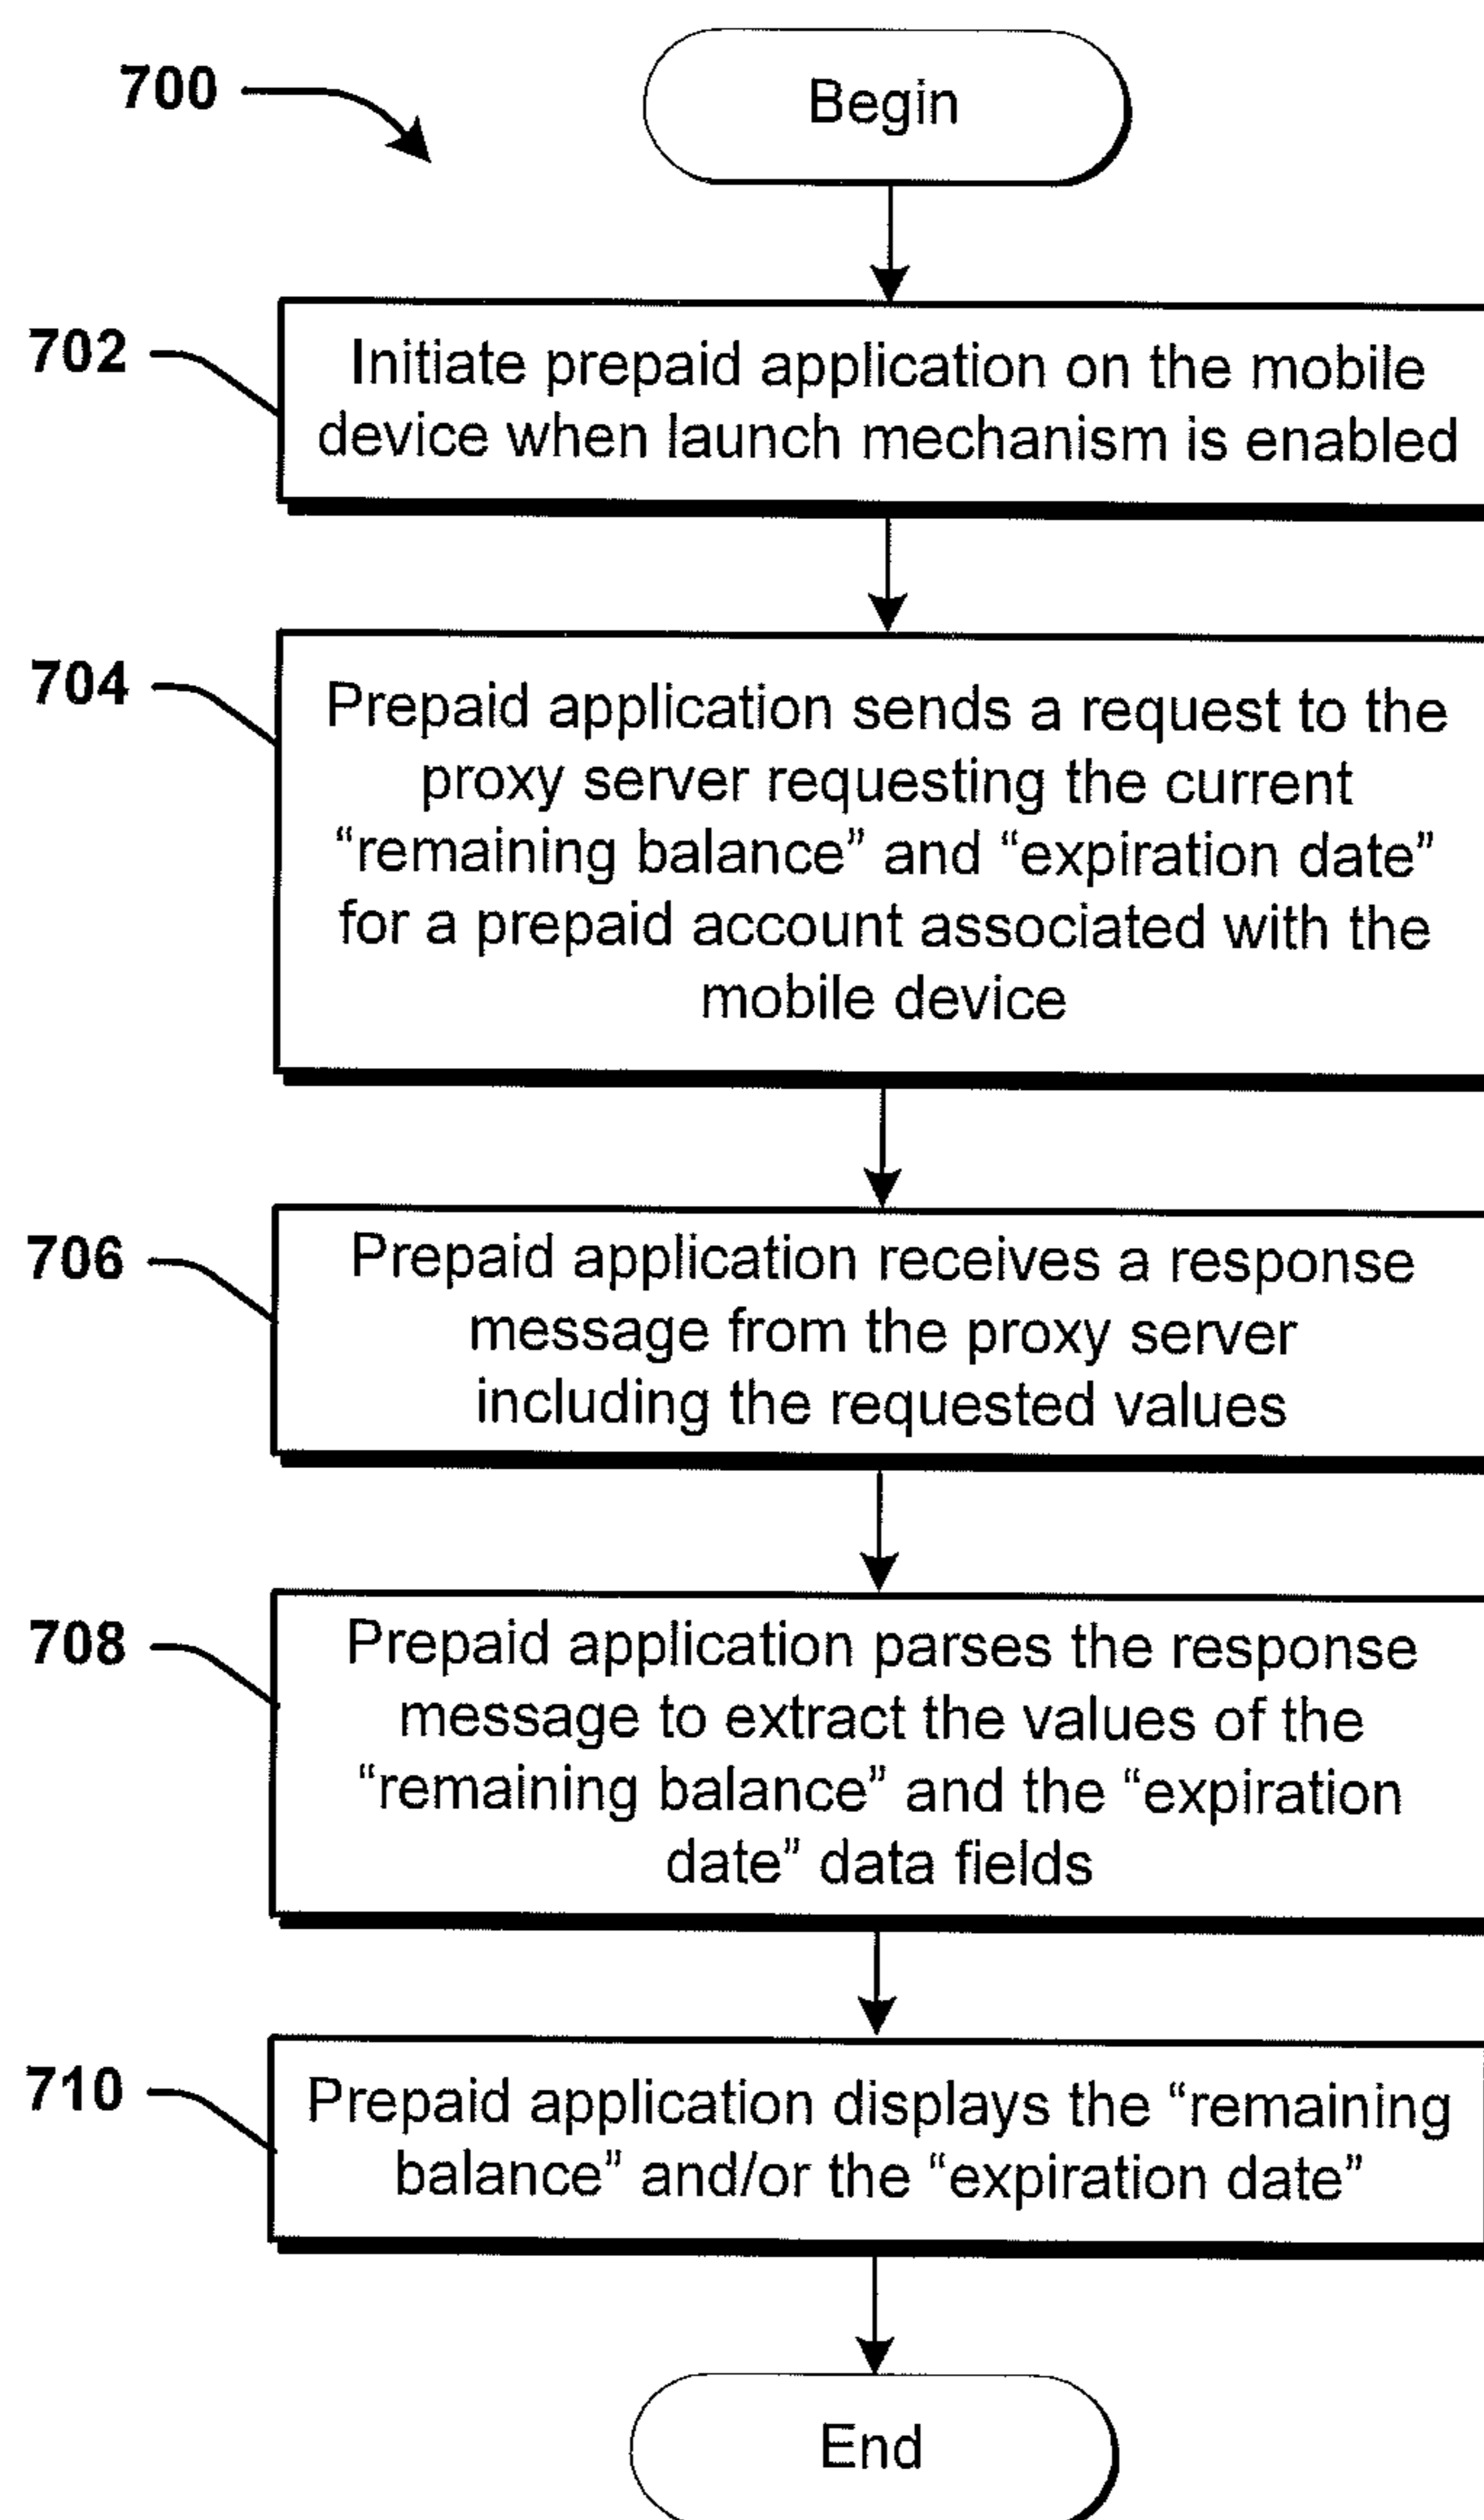 700
Begin
702
Initiate prepaid application on the mobile
device when launch mechanism is enabled
704
Prepaid application sends a request to the
proxy server requesting the current
“remaining balance” and “expiration date”
for a prepaid account associated with the
mobile device
706
Prepaid application receives a response
message from the proxy server
including the requested values
708
Prepaid application parses the response
message to extract the values of the
“remaining balance” and the “expiration
date” data fields
710
Prepaid application displays the “remaining
balance” and/or the “expiration date”
End